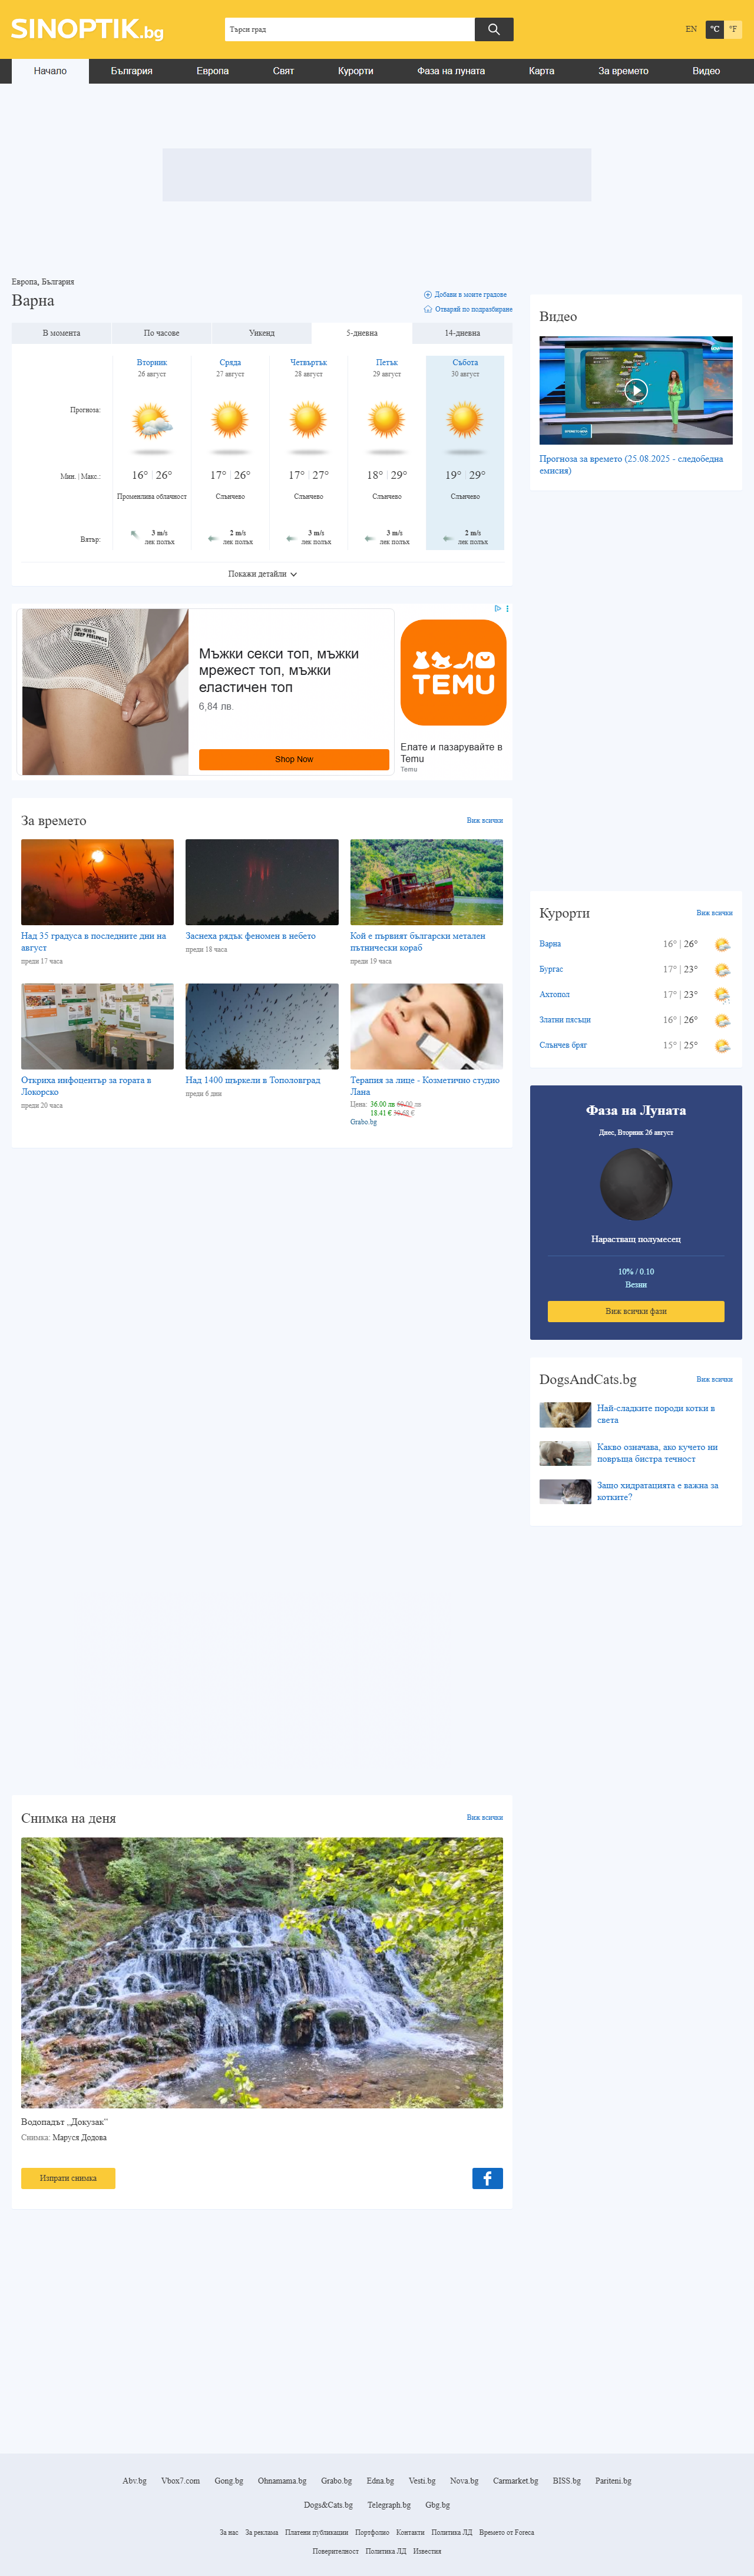 SINOPTIK.bg
Търси град
EN °C °F
Начало България Европа Свят Курорти Фаза на луната Карта За времето Видео
Европа, България
Варна
Добави в моите градове
Отваряй по подразбиране
В момента По часове Уикенд 5-дневна 14-дневна
Вторник Сряда Четвъртък Петък Събота
26 август 27 август 28 август 29 август 30 август
Прогноза:
Мин. | Макс.: 16° | 26° 17° | 26° 17° | 27° 18° | 29° 19° | 29°
Променлива облачност Слънчево Слънчево Слънчево Слънчево
Вятър: 3 m/s 2 m/s 3 m/s 3 m/s 2 m/s
лек полъх лек полъх лек полъх лек полъх лек полъх
Покажи детайли
DEEP FEELINGS
Мъжки секси топ, мъжки
мрежест топ, мъжки
еластичен топ
6,84 лв.
Shop Now
TEMU
Елате и пазарувайте в
Temu
Temu
За времето
Виж всички
Над 35 градуса в последните дни на
август
преди 17 часа
Заснеха рядък феномен в небето
преди 18 часа
Кой е първият български метален
пътнически кораб
преди 19 часа
Откриха инфоцентър за гората в
Локорско
преди 20 часа
Над 1400 щъркели в Тополовград
преди 6 дни
Терапия за лице - Козметично студио
Лана
Цена: 36.00 лв 60.00 лв
18.41 € 30.68 €
Grabo.bg
Снимка на деня
Виж всички
Водопадът „Докузак“
Снимка: Маруся Додова
Изпрати снимка
Видео
Прогноза за времето (25.08.2025 - следобедна
емисия)
Курорти
Виж всички
Варна 16° | 26°
Бургас 17° | 23°
Ахтопол 17° | 23°
Златни пясъци 16° | 26°
Слънчев бряг 15° | 25°
Фаза на Луната
Днес, Вторник 26 август
Нарастващ полумесец
10% / 0.10
Везни
Виж всички фази
DogsAndCats.bg
Виж всички
Най-сладките породи котки в
света
Какво означава, ако кучето ни
повръща бистра течност
Защо хидратацията е важна за
котките?
Abv.bg Vbox7.com Gong.bg Ohnamama.bg Grabo.bg Edna.bg Vesti.bg Nova.bg Carmarket.bg BISS.bg Pariteni.bg
Dogs&Cats.bg Telegraph.bg Gbg.bg
За нас За реклама Платени публикации Портфолио Контакти Политика ЛД Времето от Foreca
Поверителност Политика ЛД Известия